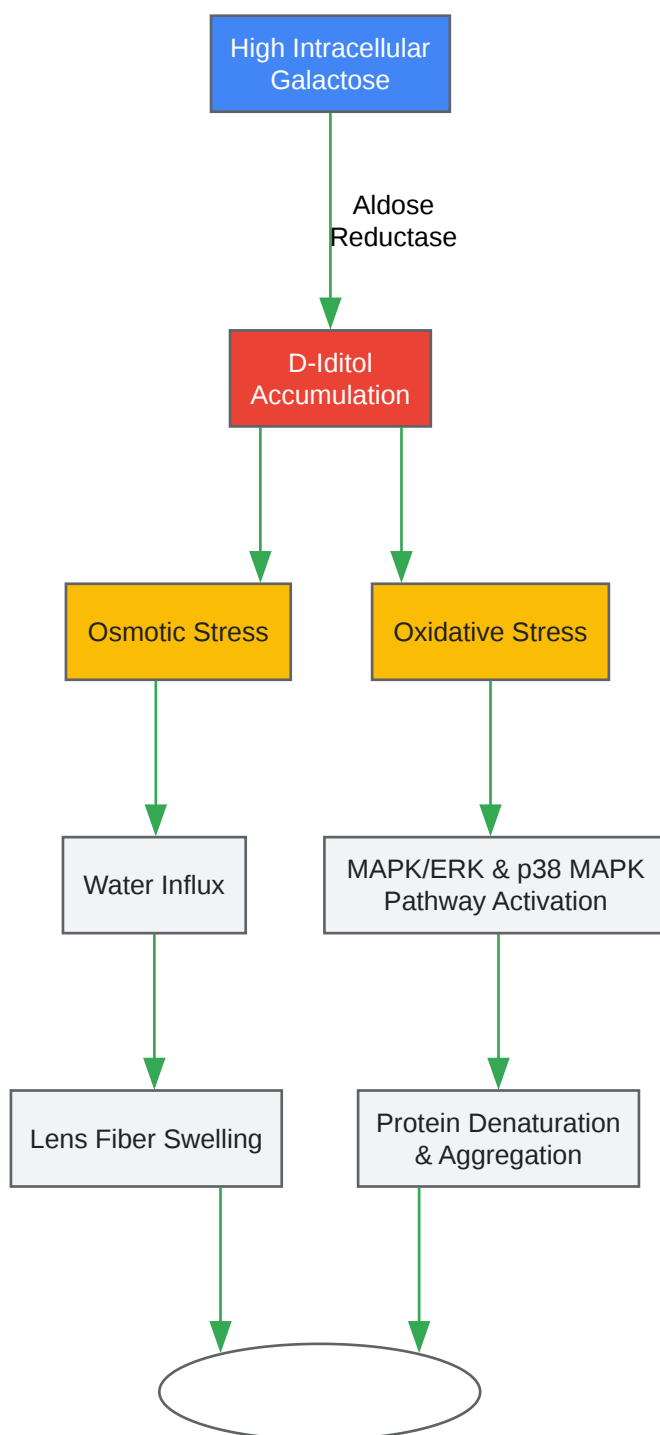 High Intracellular
Galactose
Aldose
Reductase
D-Iditol
Accumulation
Osmotic Stress
Oxidative Stress
Water Influx
MAPK/ERK & p38 MAPK
Pathway Activation
Lens Fiber Swelling
Protein Denaturation
& Aggregation